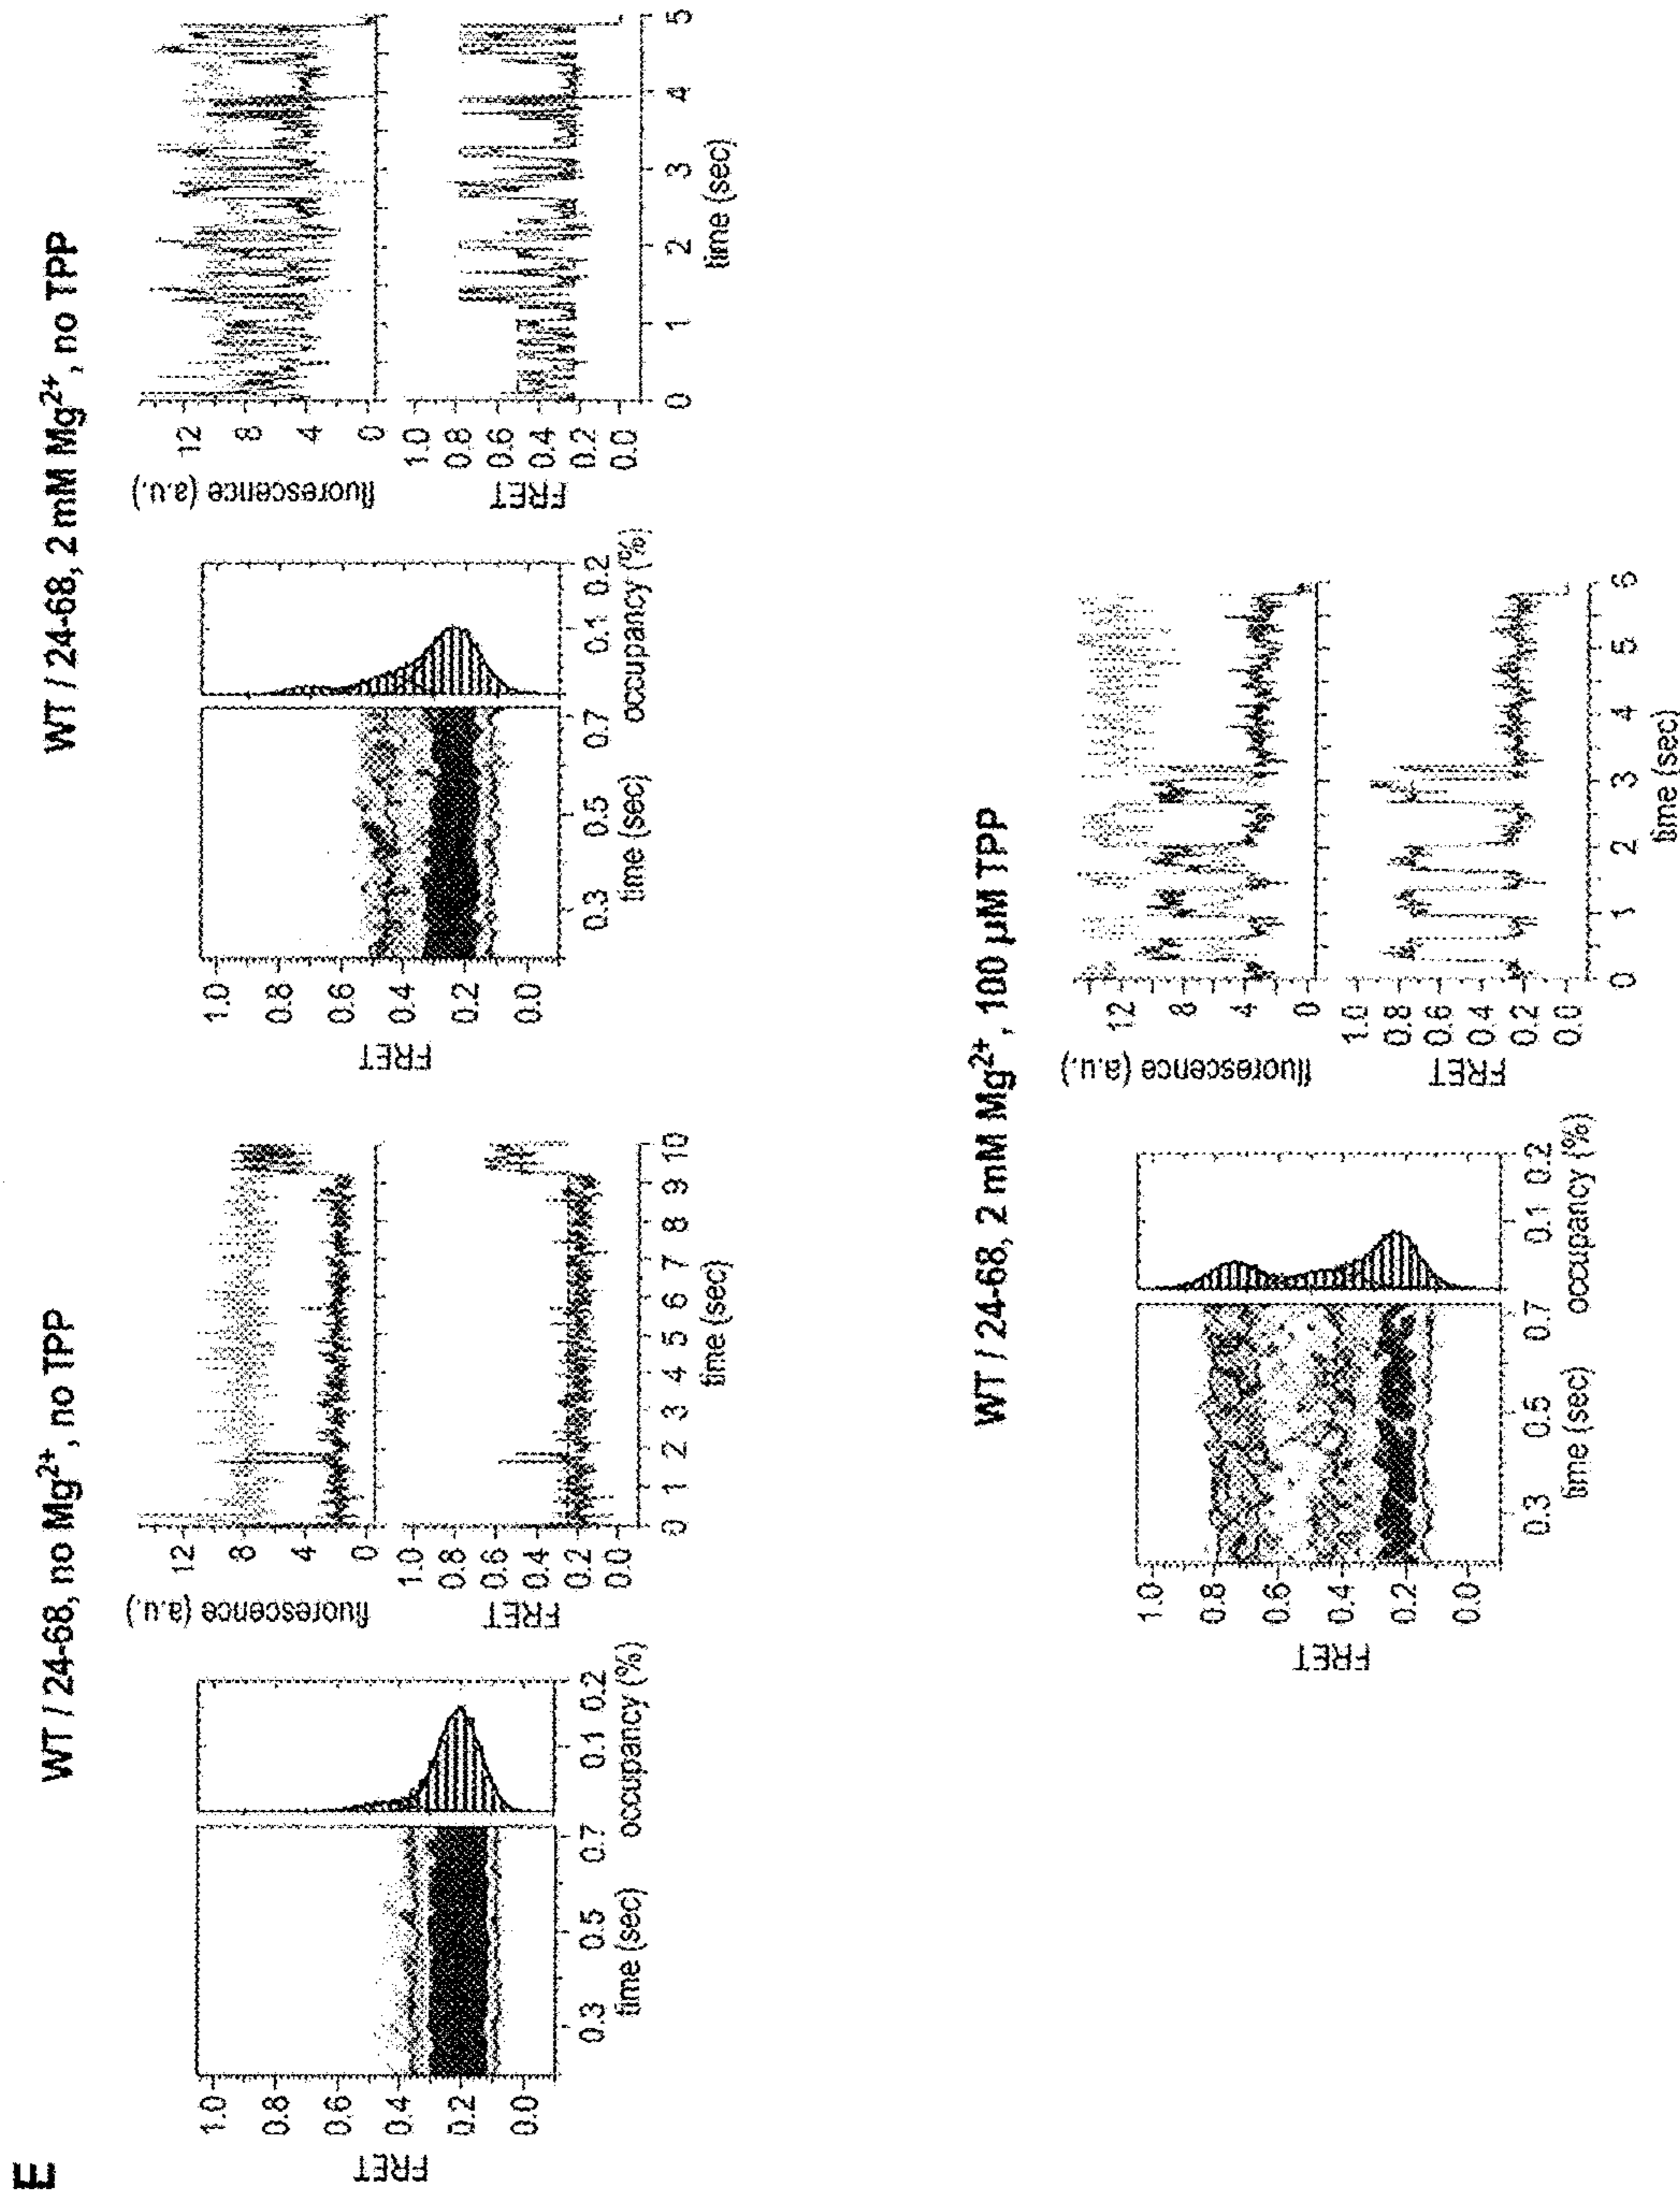 E
WT / 24-68, no Mg2+, no TPP
FRET
1.0
0.8
0.6
0.4
0.2
0.0
0.3 0.5 0.7
time (sec)
0.1 0.2
occupancy (%)
fluorescence (a.u.)
12
8
4
0
FRET
1.0
0.8
0.6
0.4
0.2
0.0
0 1 2 3 4 5 6 7 8 9 10
time (sec)
WT / 24-68, 2 mM Mg2+, no TPP
FRET
1.0
0.8
0.6
0.4
0.2
0.0
0.3 0.5 0.7
time (sec)
0.1 0.2
occupancy (%)
fluorescence (a.u.)
12
8
4
0
FRET
1.0
0.8
0.6
0.4
0.2
0.0
0 1 2 3 4 5
time (sec)
WT / 24-68, 2 mM Mg2+, 100 µM TPP
FRET
1.0
0.8
0.6
0.4
0.2
0.0
0.3 0.5 0.7
time (sec)
0.1 0.2
occupancy (%)
fluorescence (a.u.)
12
8
4
0
FRET
1.0
0.8
0.6
0.4
0.2
0.0
0 1 2 3 4 5 6
time (sec)